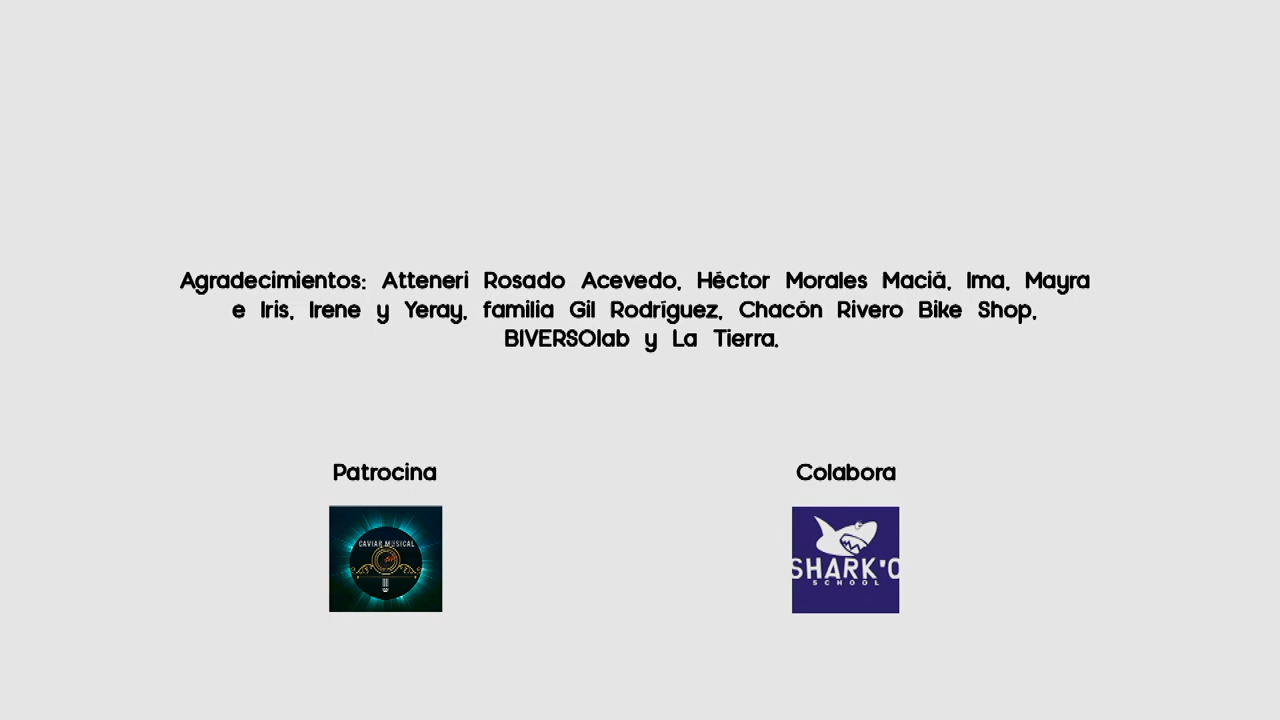 Agradecimientos: Atteneri Rosado Acevedo, Héctor Morales Maciá, Ima, Mayra
e Iris, Irene y Yeray, familia Gil Rodríguez, Chacón Rivero Bike Shop,
BIVERSOlab y La Tierra.
Patrocina
Colabora
CAVIAR MUSICAL
SHARK'O
SCHOOL